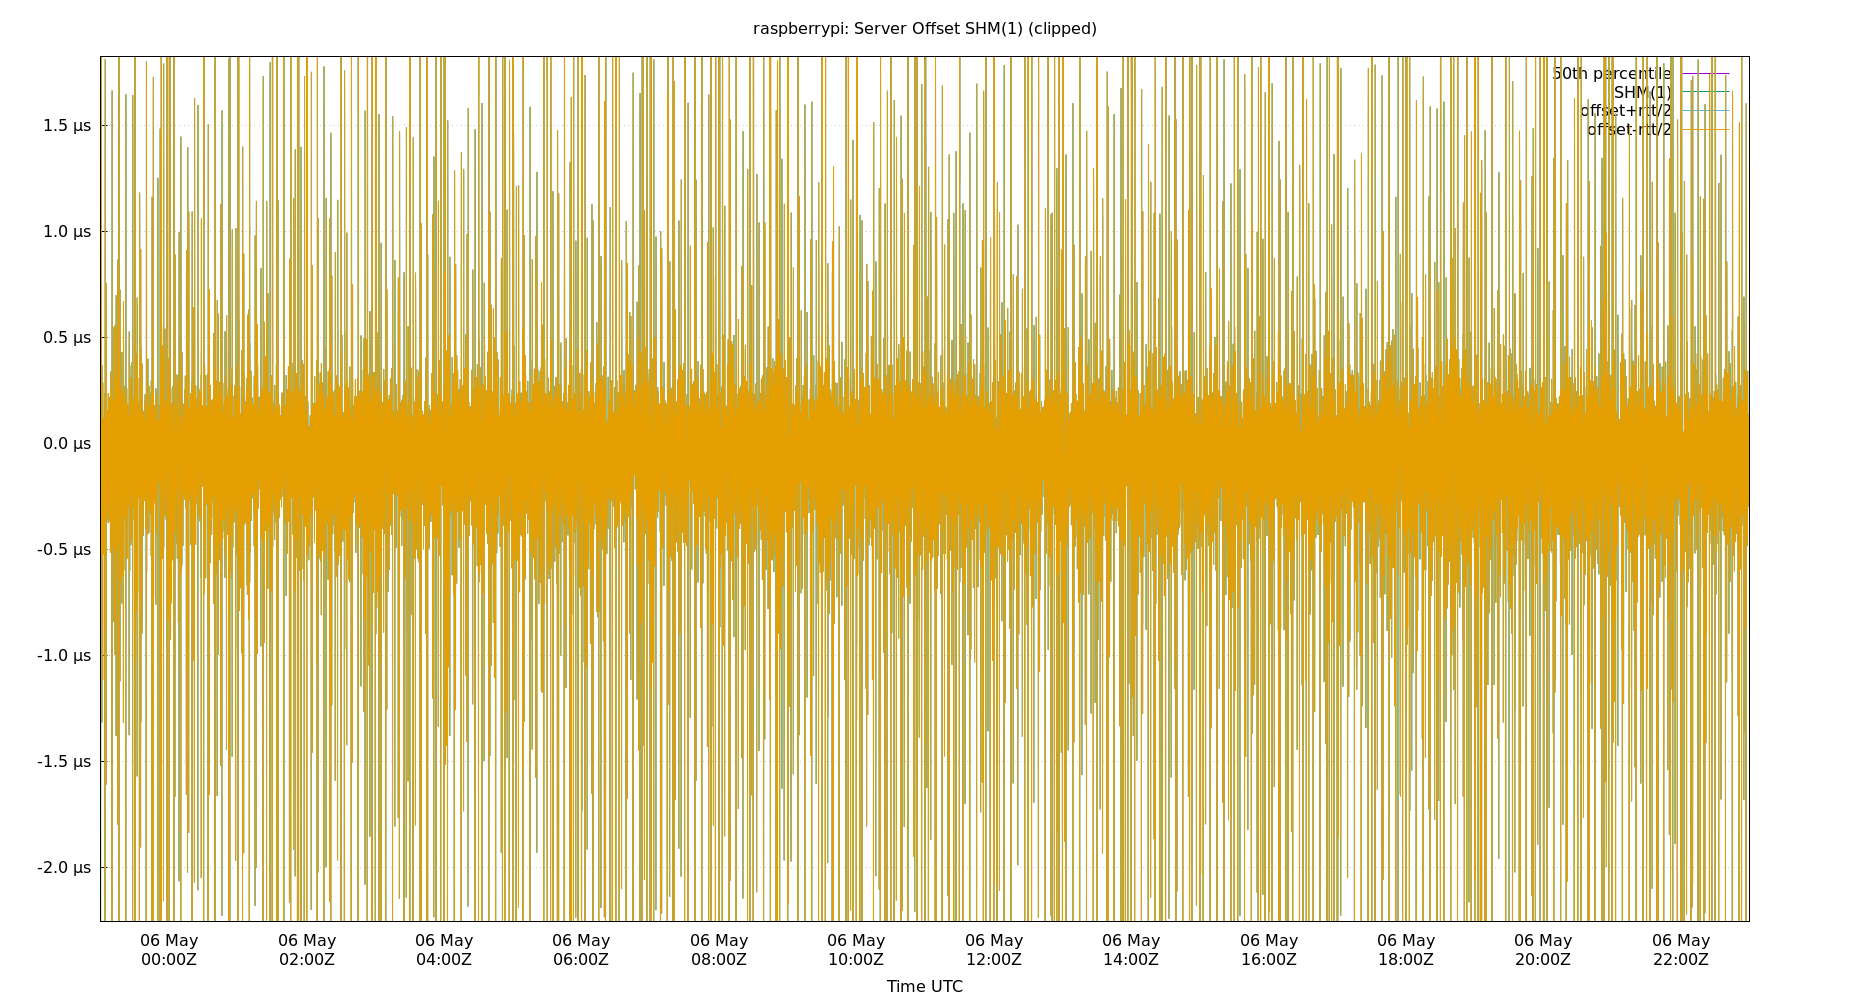 raspberrypi: Server Offset SHM(1) (clipped)
50th percentile
SHM(1)
offset+rtt/2
offset-rtt/2
1.5 µs
1.0 µs
0.5 µs
0.0 µs
-0.5 µs
-1.0 µs
-1.5 µs
-2.0 µs
06 May 06 May 06 May 06 May 06 May 06 May 06 May 06 May 06 May 06 May 06 May 06 May
00:00Z 02:00Z 04:00Z 06:00Z 08:00Z 10:00Z 12:00Z 14:00Z 16:00Z 18:00Z 20:00Z 22:00Z
Time UTC